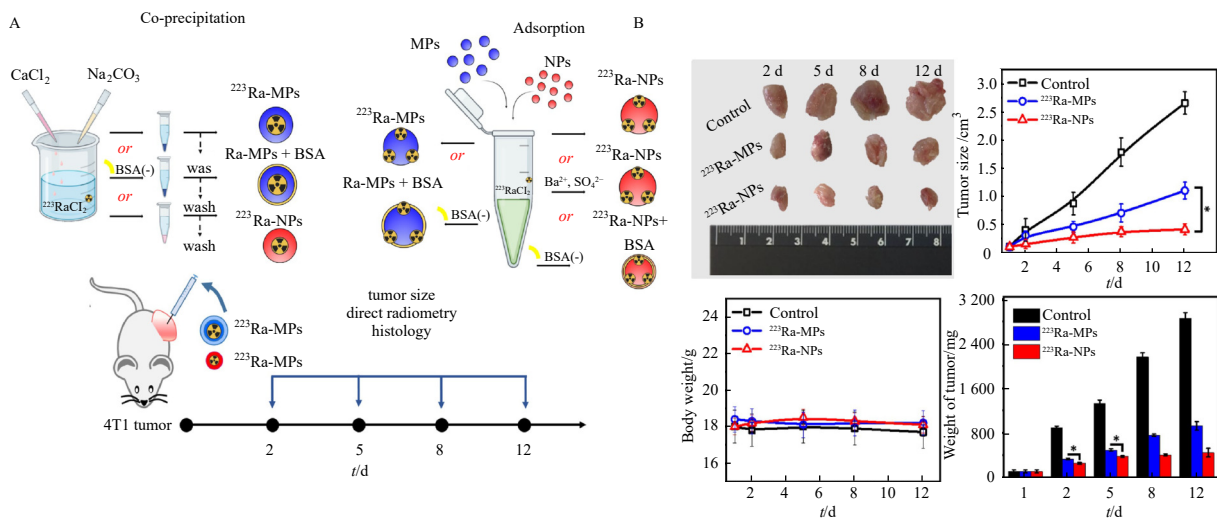 A
Co-precipitation
CaCl₂
Na₂CO₃
²²³RaCl₂
BSA(-)
or
or
was
wash
wash
²²³Ra-MPs
Ra-MPs + BSA
²²³Ra-NPs
Adsorption
MPs
NPs
²²³Ra-MPs
or
Ra-MPs + BSA
BSA(-)
²²³RaCl₂
²²³Ra-NPs
or
²²³Ra-NPs
Ba²⁺, SO₄²⁻
or
²²³Ra-NPs+
BSA
BSA(-)
²²³Ra-MPs
²²³Ra-MPs
tumor size
direct radiometry
histology
4T1 tumor
2
5
8
12
t/d
B
2 d 5 d 8 d 12 d
Control
²²³Ra-MPs
²²³Ra-NPs
1 2 3 4 5 6 7 8
Tumor size /cm³
3.0
2.5
2.0
1.5
1.0
0.5
0
Control
²²³Ra-MPs
²²³Ra-NPs
*
2 4 6 8 10 12
t/d
Body weight/g
24
22
20
18
16
Control
²²³Ra-MPs
²²³Ra-NPs
2 4 6 8 10 12
t/d
Weight of tumor/mg
3 200
2 400
1 600
800
0
Control
²²³Ra-MPs
²²³Ra-NPs
*
*
1 2 5 8 12
t/d